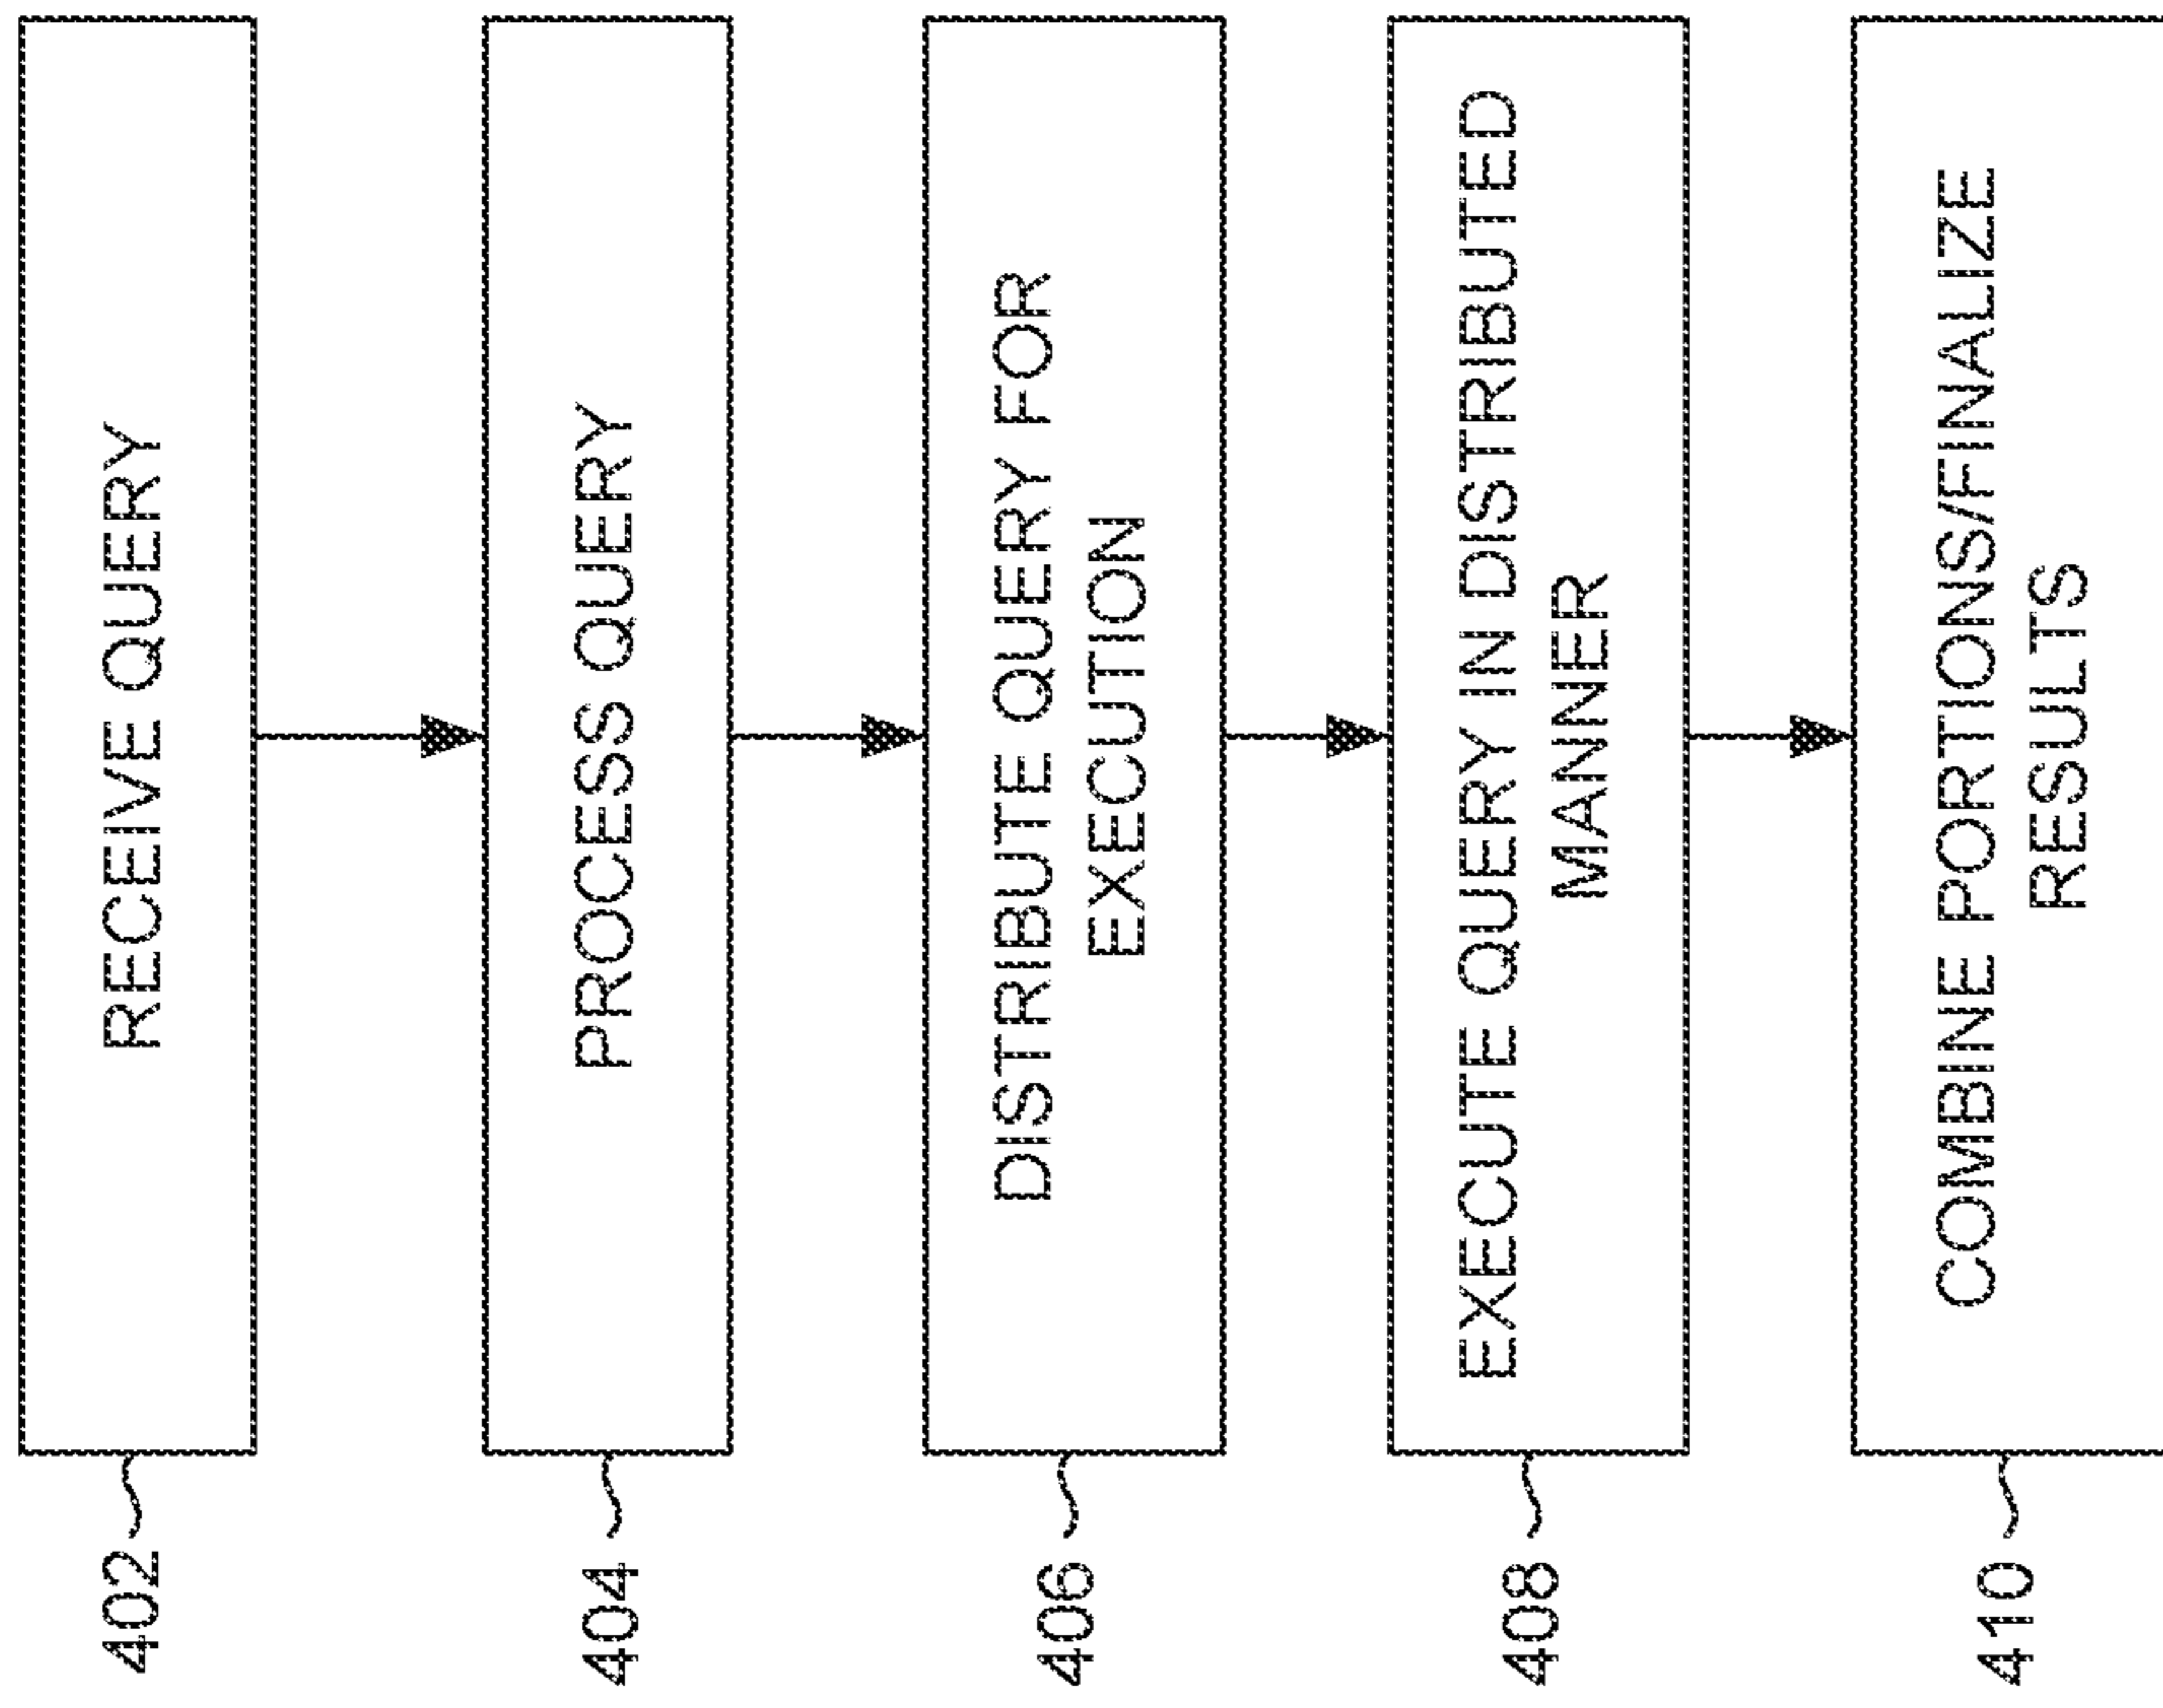 402
RECEIVE QUERY
404
PROCESS QUERY
406
DISTRIBUTE QUERY FOR
EXECUTION
408
EXECUTE QUERY IN DISTRIBUTED
MANNER
410
COMBINE PORTIONS/FINALIZE
RESULTS